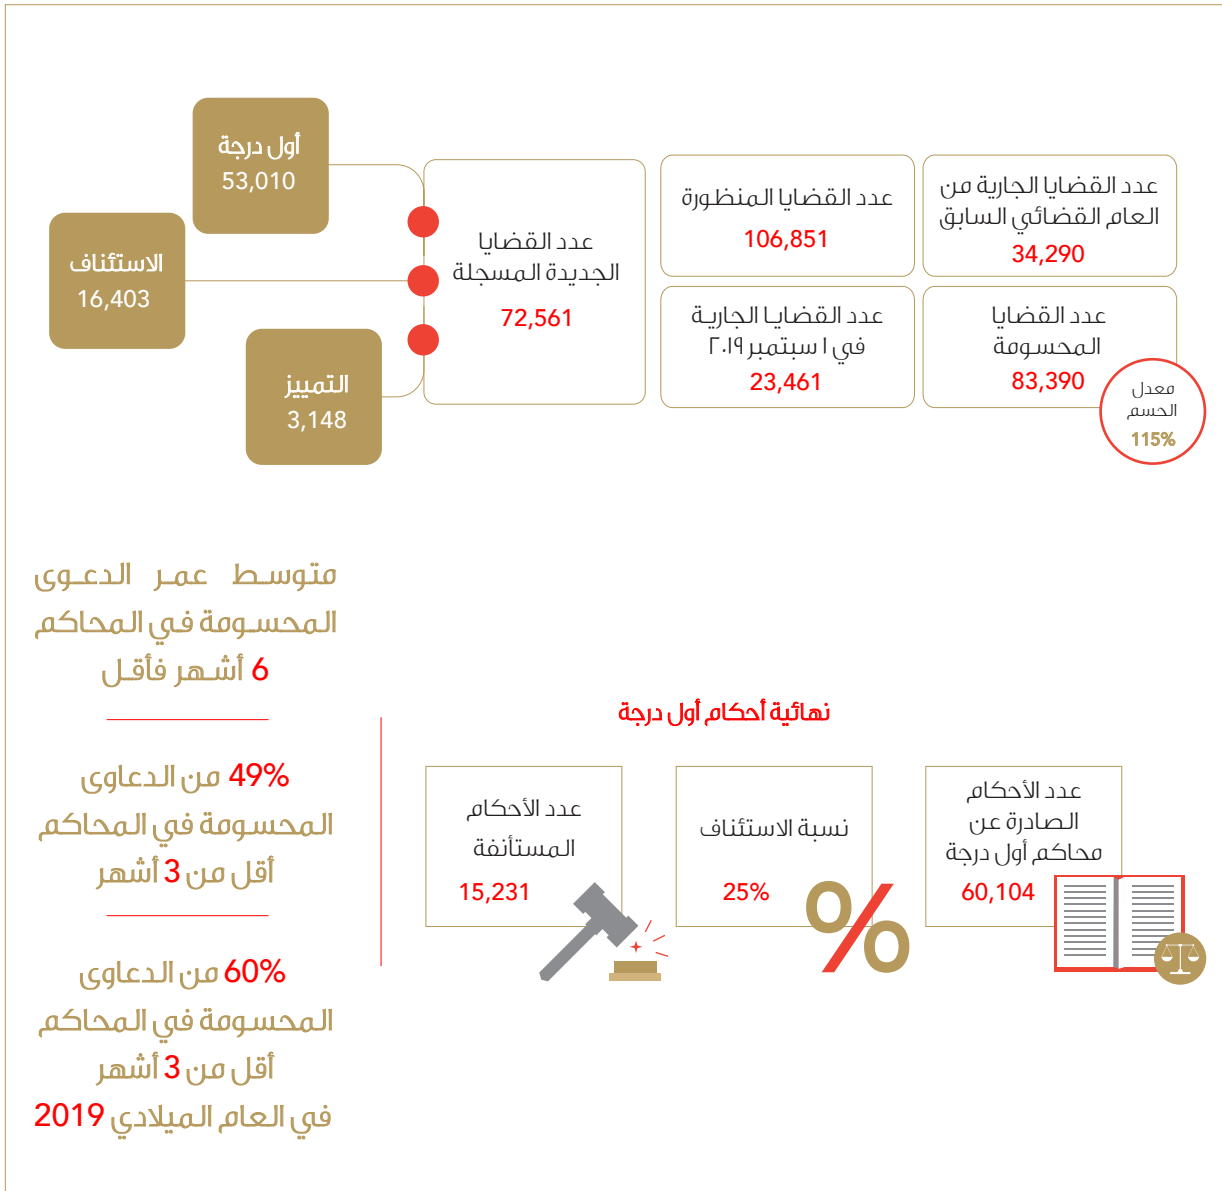 عدد القضايا الجارية من
العام القضائي السابق
34,290
عدد القضايا المنظورة
106,851
عدد القضايا
الجديدة المسجلة
72,561
أول درجة
53,010
الاستئناف
16,403
التمييز
3,148
عدد القضايا
المحسومة
83,390
معدل
الحسم
115%
عدد القضايا الجارية
في ١ سبتمبر ٢٠١٩
23,461
نهائية أحكام أول درجة
عدد الأحكام
الصادرة عن
محاكم أول درجة
60,104
نسبة الاستئناف
25%
عدد الأحكام
المستأنفة
15,231
متوسط عمر الدعوى
المحسومة في المحاكم
6 أشهر فأقل
49% من الدعاوى
المحسومة في المحاكم
أقل من 3 أشهر
60% من الدعاوى
المحسومة في المحاكم
أقل من 3 أشهر
في العام الميلادي 2019